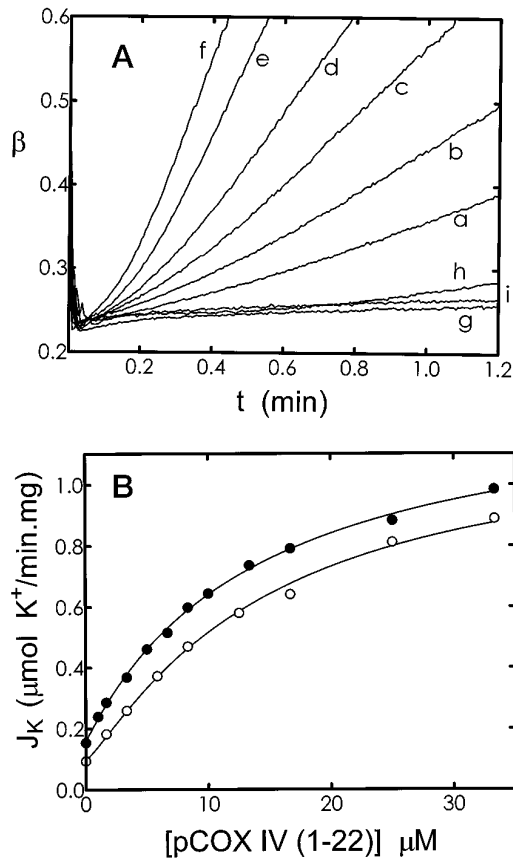 A
β
0.6
0.5
0.4
0.3
0.2
f
e
d
c
b
a
h
i
g
0.2 0.4 0.6 0.8 1.0 1.2
t (min)
B
J_K (μmol K⁺/min.mg)
1.0
0.8
0.6
0.4
0.2
0.0
0 10 20 30
[pCOX IV (1-22)] μM